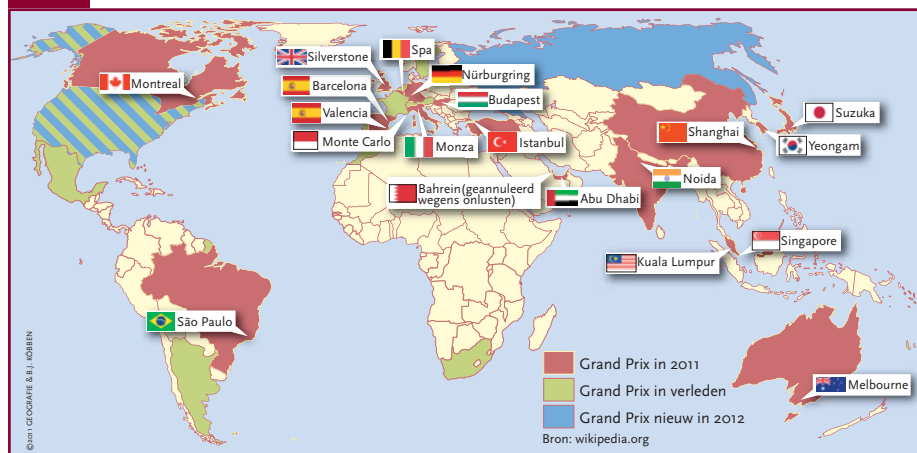 Silverstone
Spa
Montreal
Barcelona
Nürburgring
Valencia
Budapest
Suzuka
Monte Carlo
Monza
Istanbul
Shanghai
Yeongam
Bahrein (geannuleerd
wegens onlusten)
Abu Dhabi
Noida
Singapore
Kuala Lumpur
São Paulo
Grand Prix in 2011
Grand Prix in verleden
Melbourne
Grand Prix nieuw in 2012
Bron: wikipedia.org
©2011 GEOGRAFIE & B.J. KÖBBEN